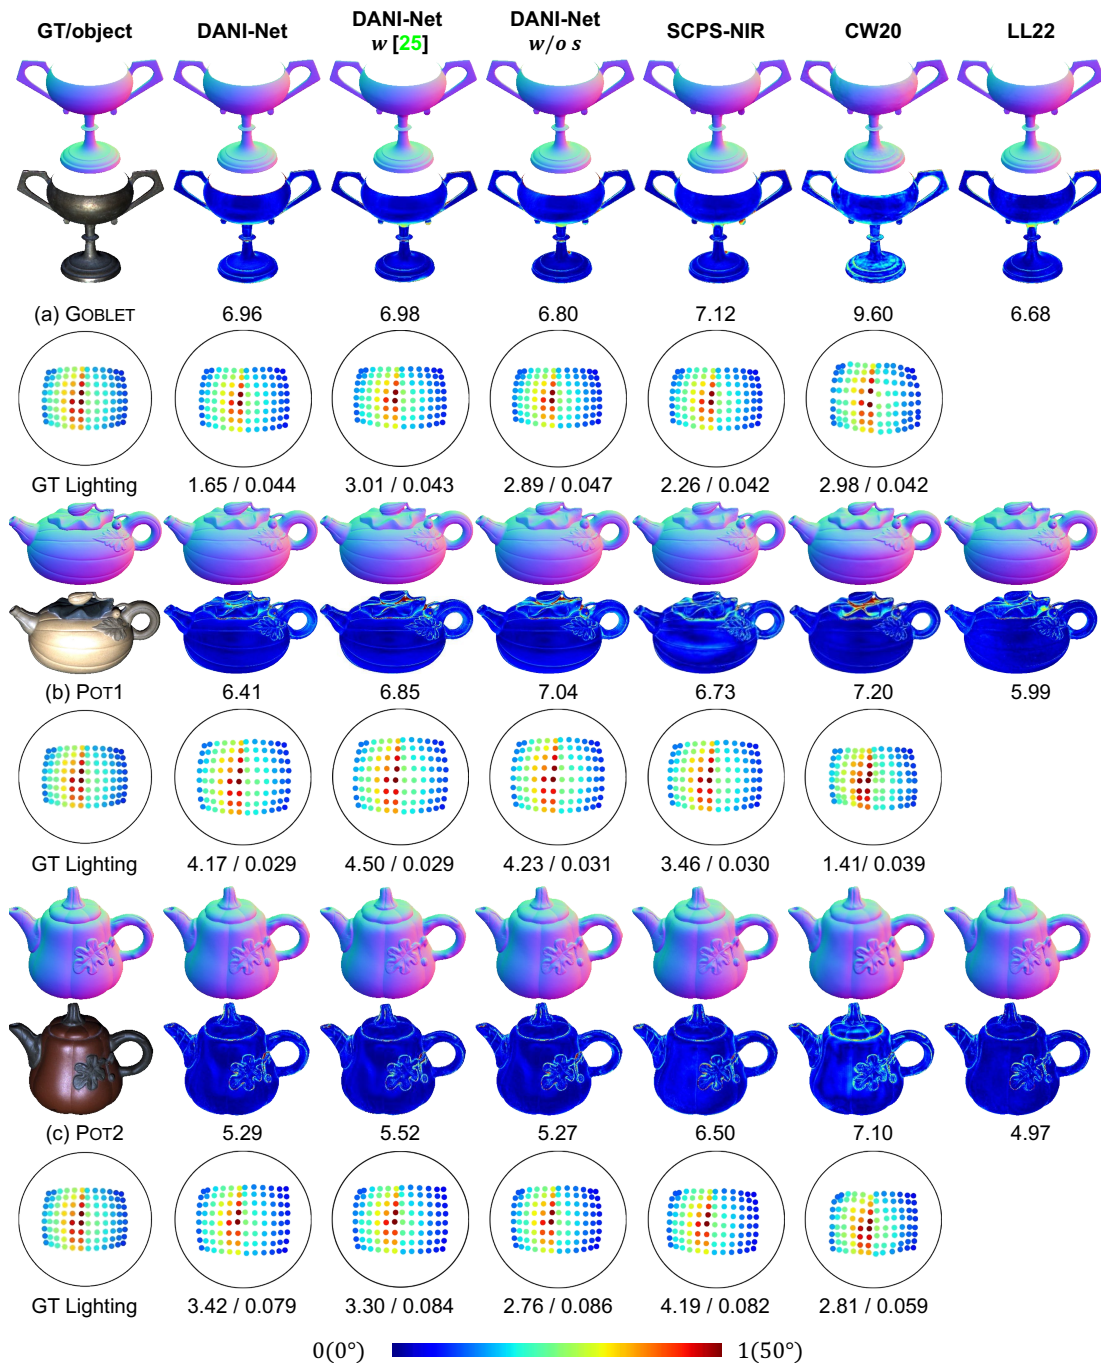 GT/object DANI-Net DANI-Net w [25] DANI-Net w/o s SCPS-NIR CW20 LL22
(a) GOBLET 6.96 6.98 6.80 7.12 9.60 6.68
GT Lighting 1.65 / 0.044 3.01 / 0.043 2.89 / 0.047 2.26 / 0.042 2.98 / 0.042
(b) POT1 6.41 6.85 7.04 6.73 7.20 5.99
GT Lighting 4.17 / 0.029 4.50 / 0.029 4.23 / 0.031 3.46 / 0.030 1.41/ 0.039
(c) POT2 5.29 5.52 5.27 6.50 7.10 4.97
GT Lighting 3.42 / 0.079 3.30 / 0.084 2.76 / 0.086 4.19 / 0.082 2.81 / 0.059
0(0°) 1(50°)